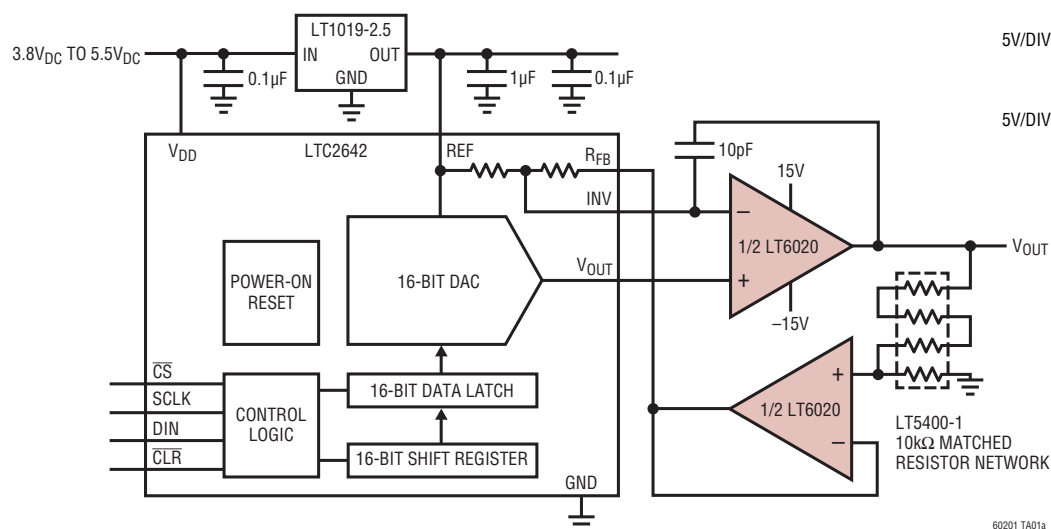 LT1019-2.5
3.8VDC TO 5.5VDC
IN
OUT
GND
0.1µF
1µF
0.1µF
5V/DIV
5V/DIV
VDD
LTC2642
REF
RFB
INV
10pF
15V
–
1/2 LT6020
+
–15V
VOUT
POWER-ON
RESET
16-BIT DAC
VOUT
CS
SCLK
DIN
CLR
CONTROL
LOGIC
16-BIT DATA LATCH
16-BIT SHIFT REGISTER
GND
+
1/2 LT6020
–
LT5400-1
10kΩ MATCHED
RESISTOR NETWORK
60201 TA01a